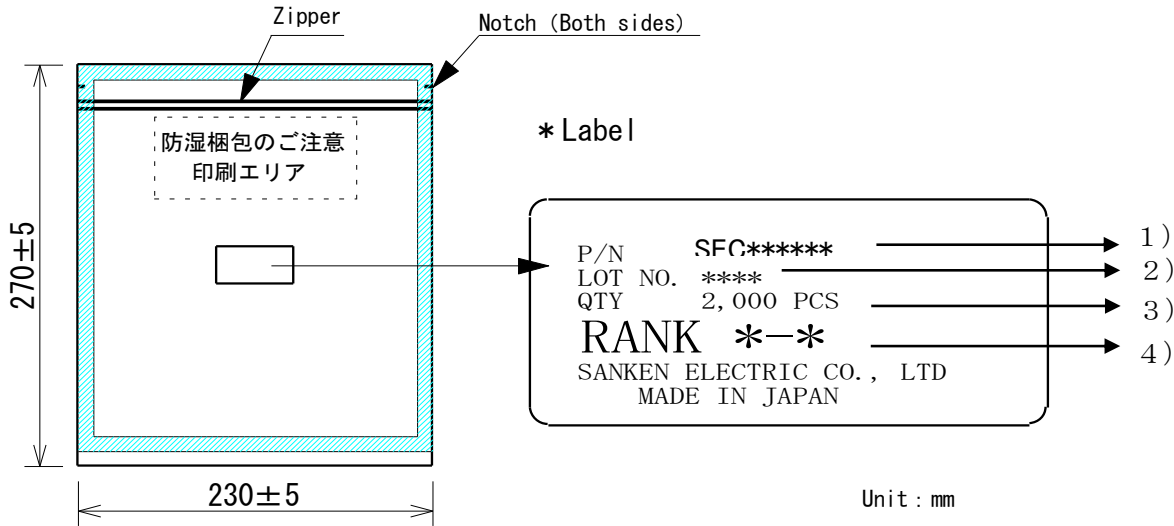 Zipper
Notch (Both sides)
防湿梱包のご注意
印刷エリア
270±5
230±5
*Label
P/N SEC******
LOT NO. ****
QTY 2,000 PCS
RANK *-*
SANKEN ELECTRIC CO., LTD
MADE IN JAPAN
1)
2)
3)
4)
Unit : mm